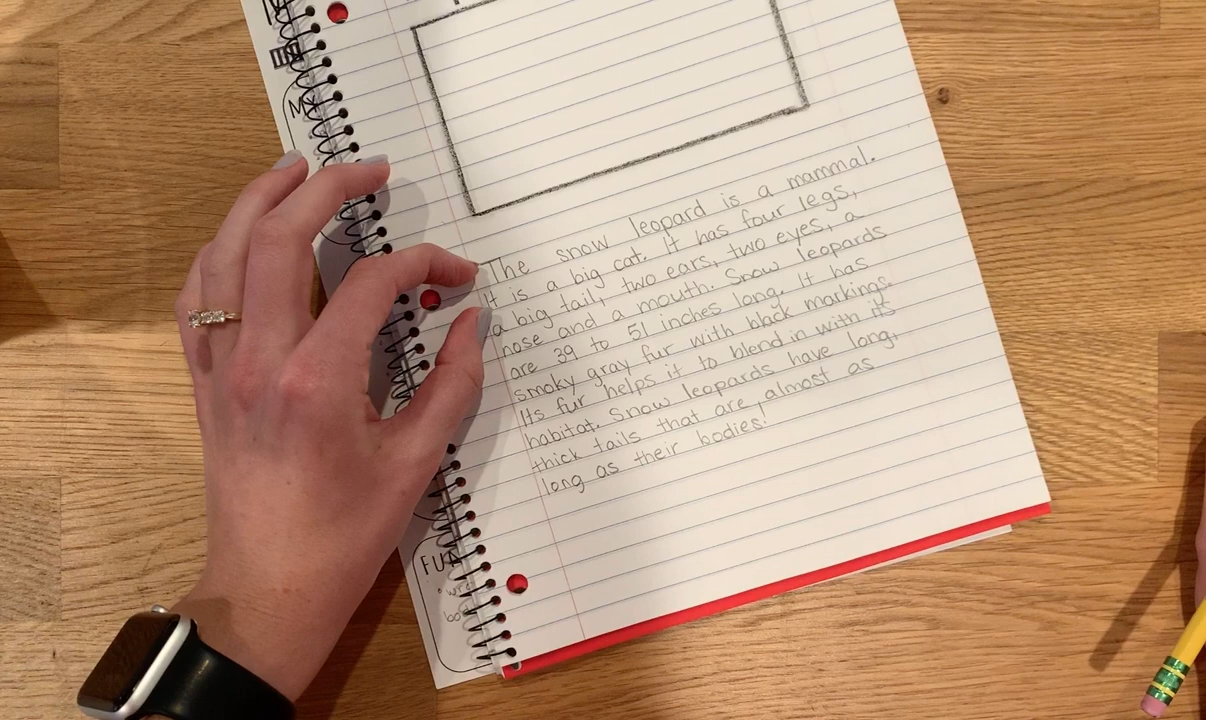 The snow leopard is a mammal.
It is a big cat. It has four legs,
a big tail, two ears, two eyes, a
nose and a mouth. Snow leopards
are 39 to 51 inches long. It has
smoky gray fur with black markings.
Its fur helps it to blend in with its
habitat. Snow leopards have long,
thick tails that are almost as
long as their bodies!
FUN